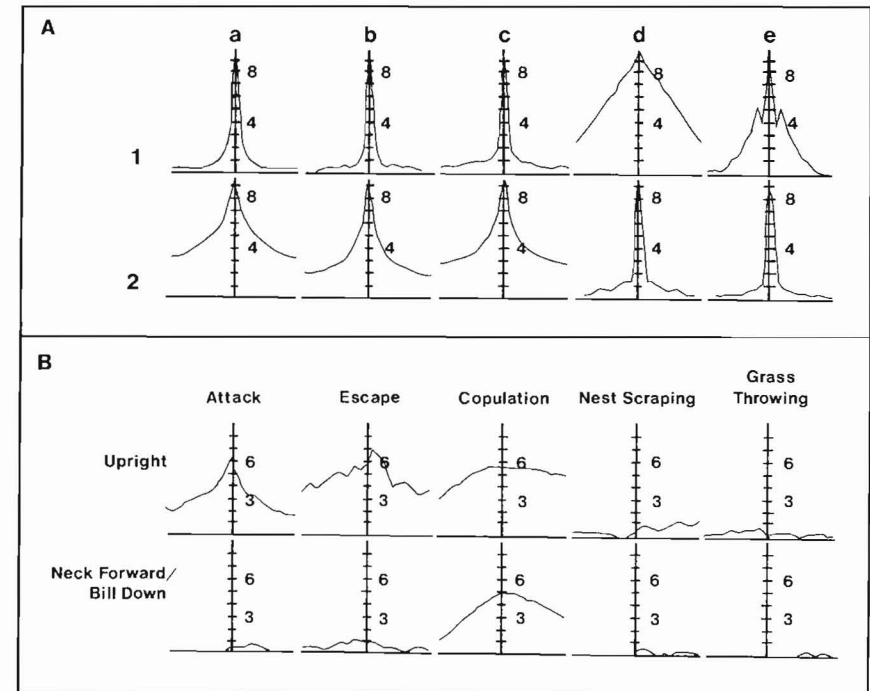 A
a b c d e
8 8 8 8 8
4 4 4 4 4
1
8 8 8 8 8
4 4 4 4 4
2
B
Attack Escape Copulation Nest Scraping Grass
Throwing
Upright
6 6 6 6 6
3 3 3 3 3
Neck Forward/
Bill Down
6 6 6 6 6
3 3 3 3 3